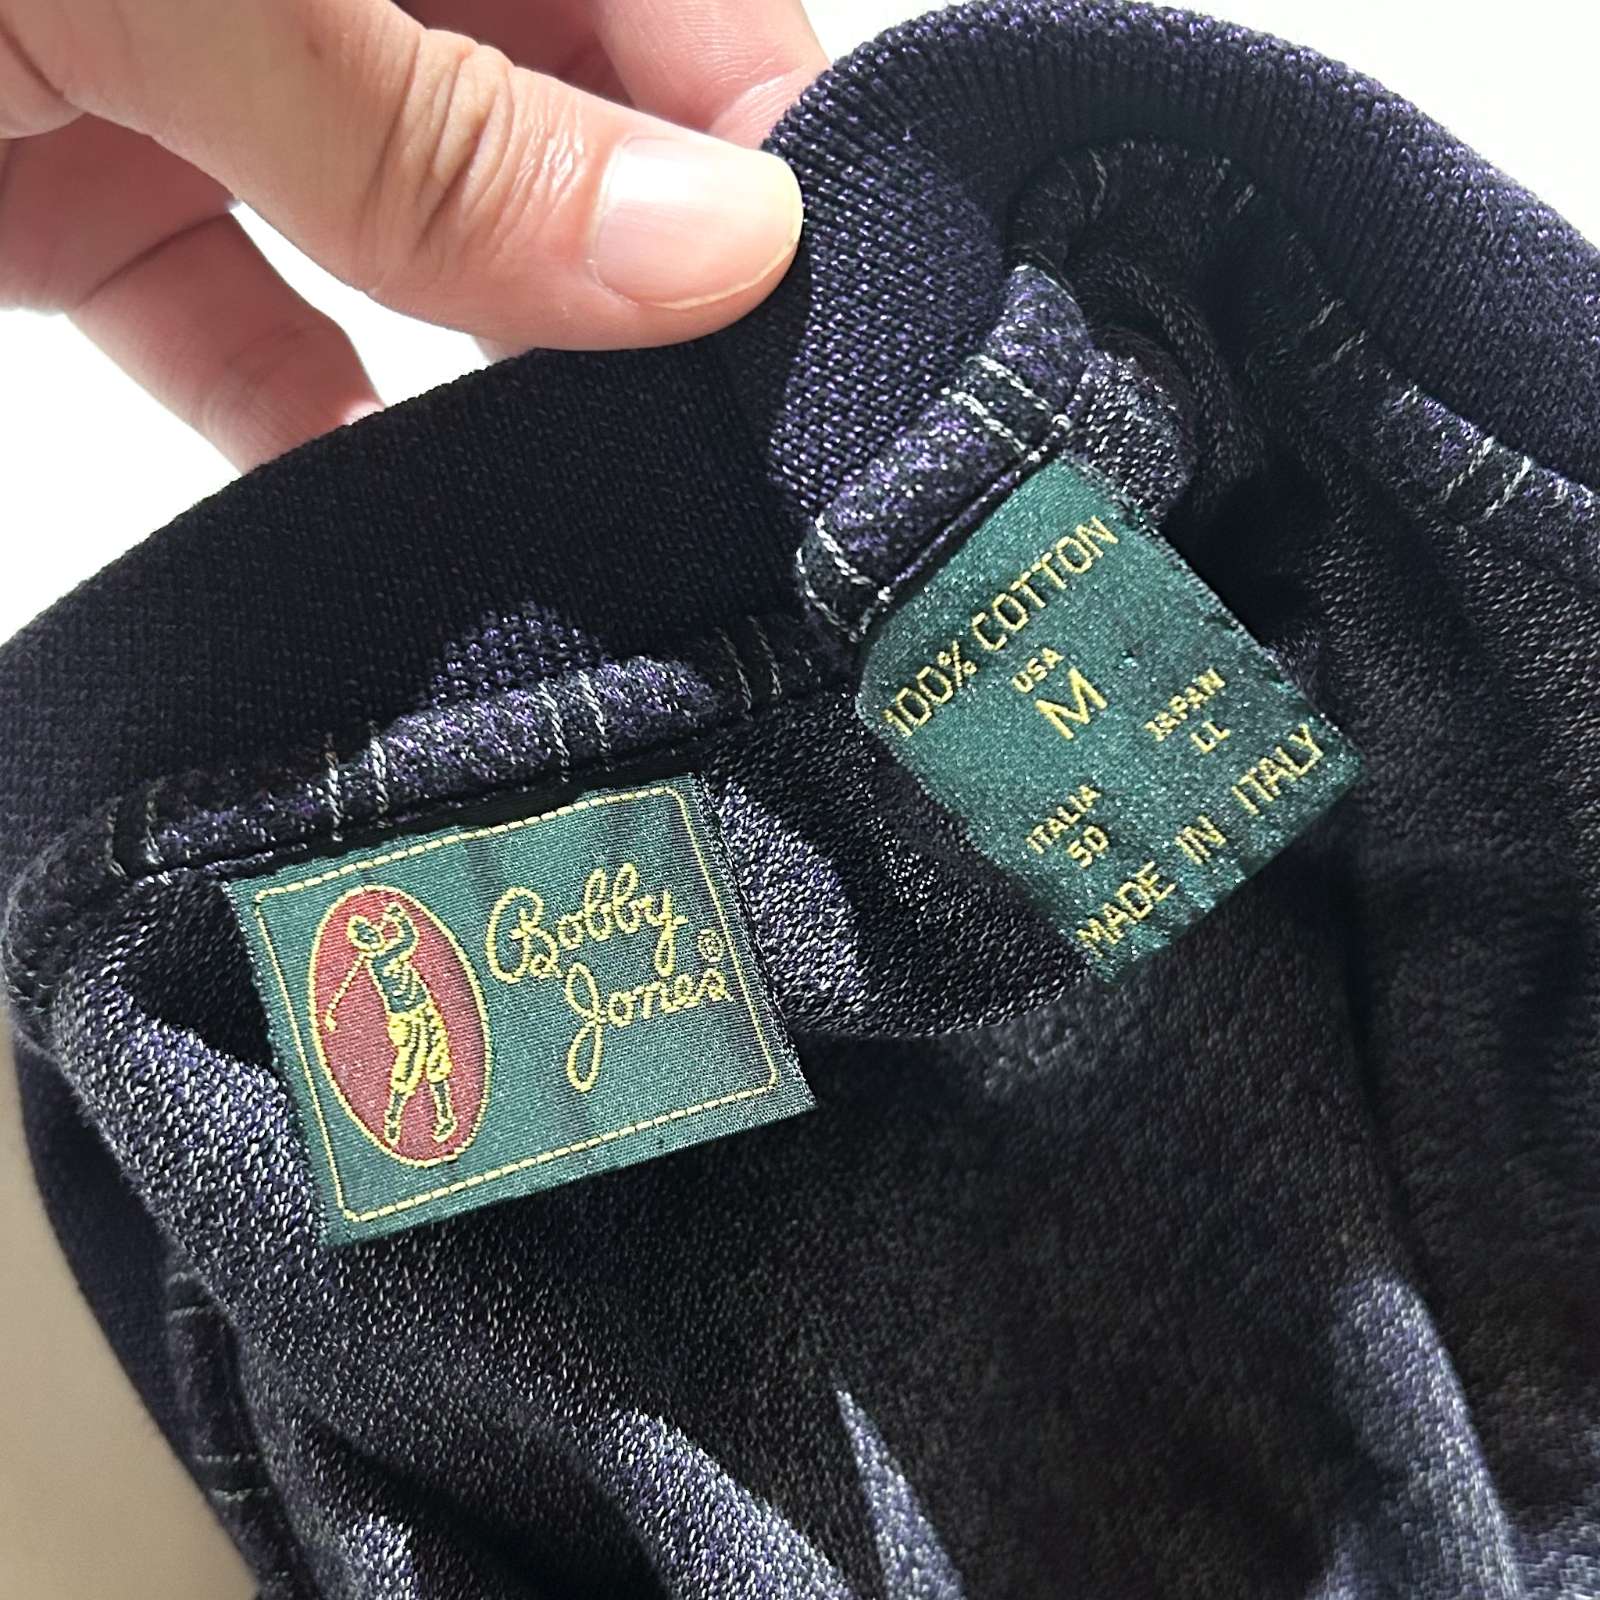 Bobby
Jones®
100% COTTON
USA
M
ITALIA
50
JAPAN
LL
MADE IN ITALY